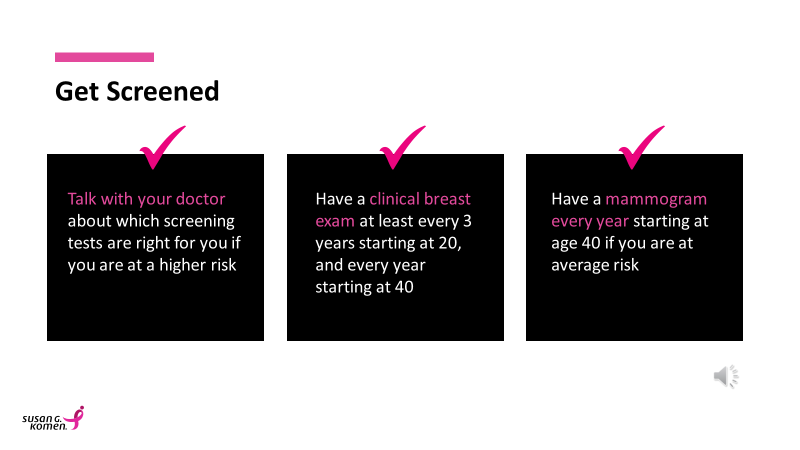 Get Screened
Talk with your doctor
about which screening
tests are right for you if
you are at a higher risk
Have a clinical breast
exam at least every 3
years starting at 20,
and every year
starting at 40
Have a mammogram
every year starting at
age 40 if you are at
average risk
susan G.
komen.